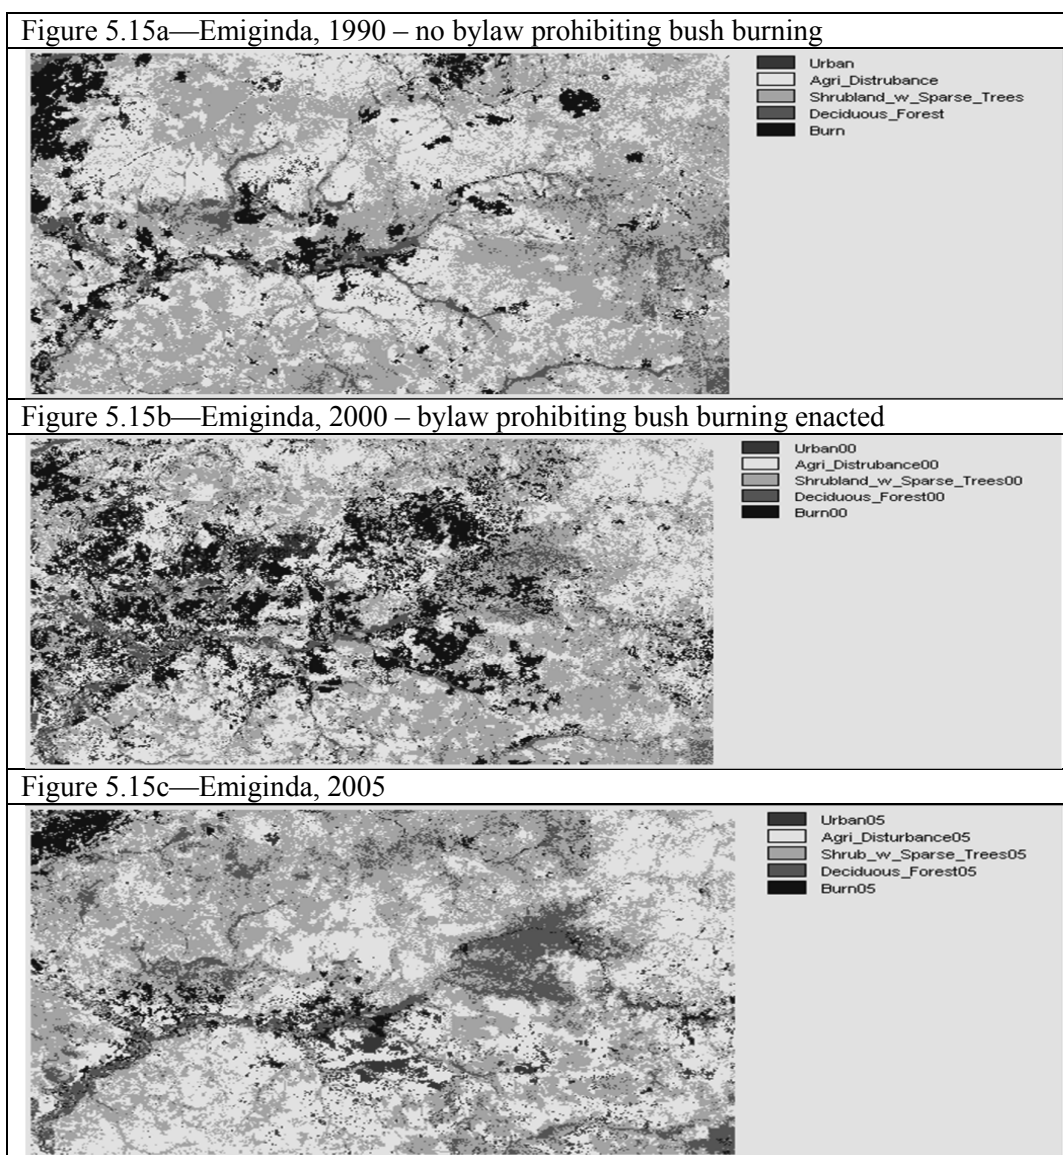 Figure 5.15a—Emiginda, 1990 – no bylaw prohibiting bush burning
Urban
Agri_Distrubance
Shrubland_w_Sparse_Trees
Deciduous_Forest
Burn
Figure 5.15b—Emiginda, 2000 – bylaw prohibiting bush burning enacted
Urban00
Agri_Distrubance00
Shrubland_w_Sparse_Trees00
Deciduous_Forest00
Burn00
Figure 5.15c—Emiginda, 2005
Urban05
Agri_Disturbance05
Shrub_w_Sparse_Trees05
Deciduous_Forest05
Burn05